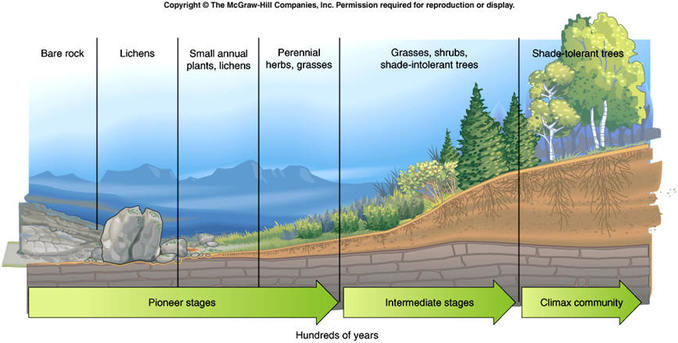 Copyright © The McGraw-Hill Companies, Inc. Permission required for reproduction or display.
Bare rock
Lichens
Small annual
plants, lichens
Perennial
herbs, grasses
Grasses, shrubs,
shade-intolerant trees
Shade-tolerant trees
Pioneer stages
Intermediate stages
Climax community
Hundreds of years